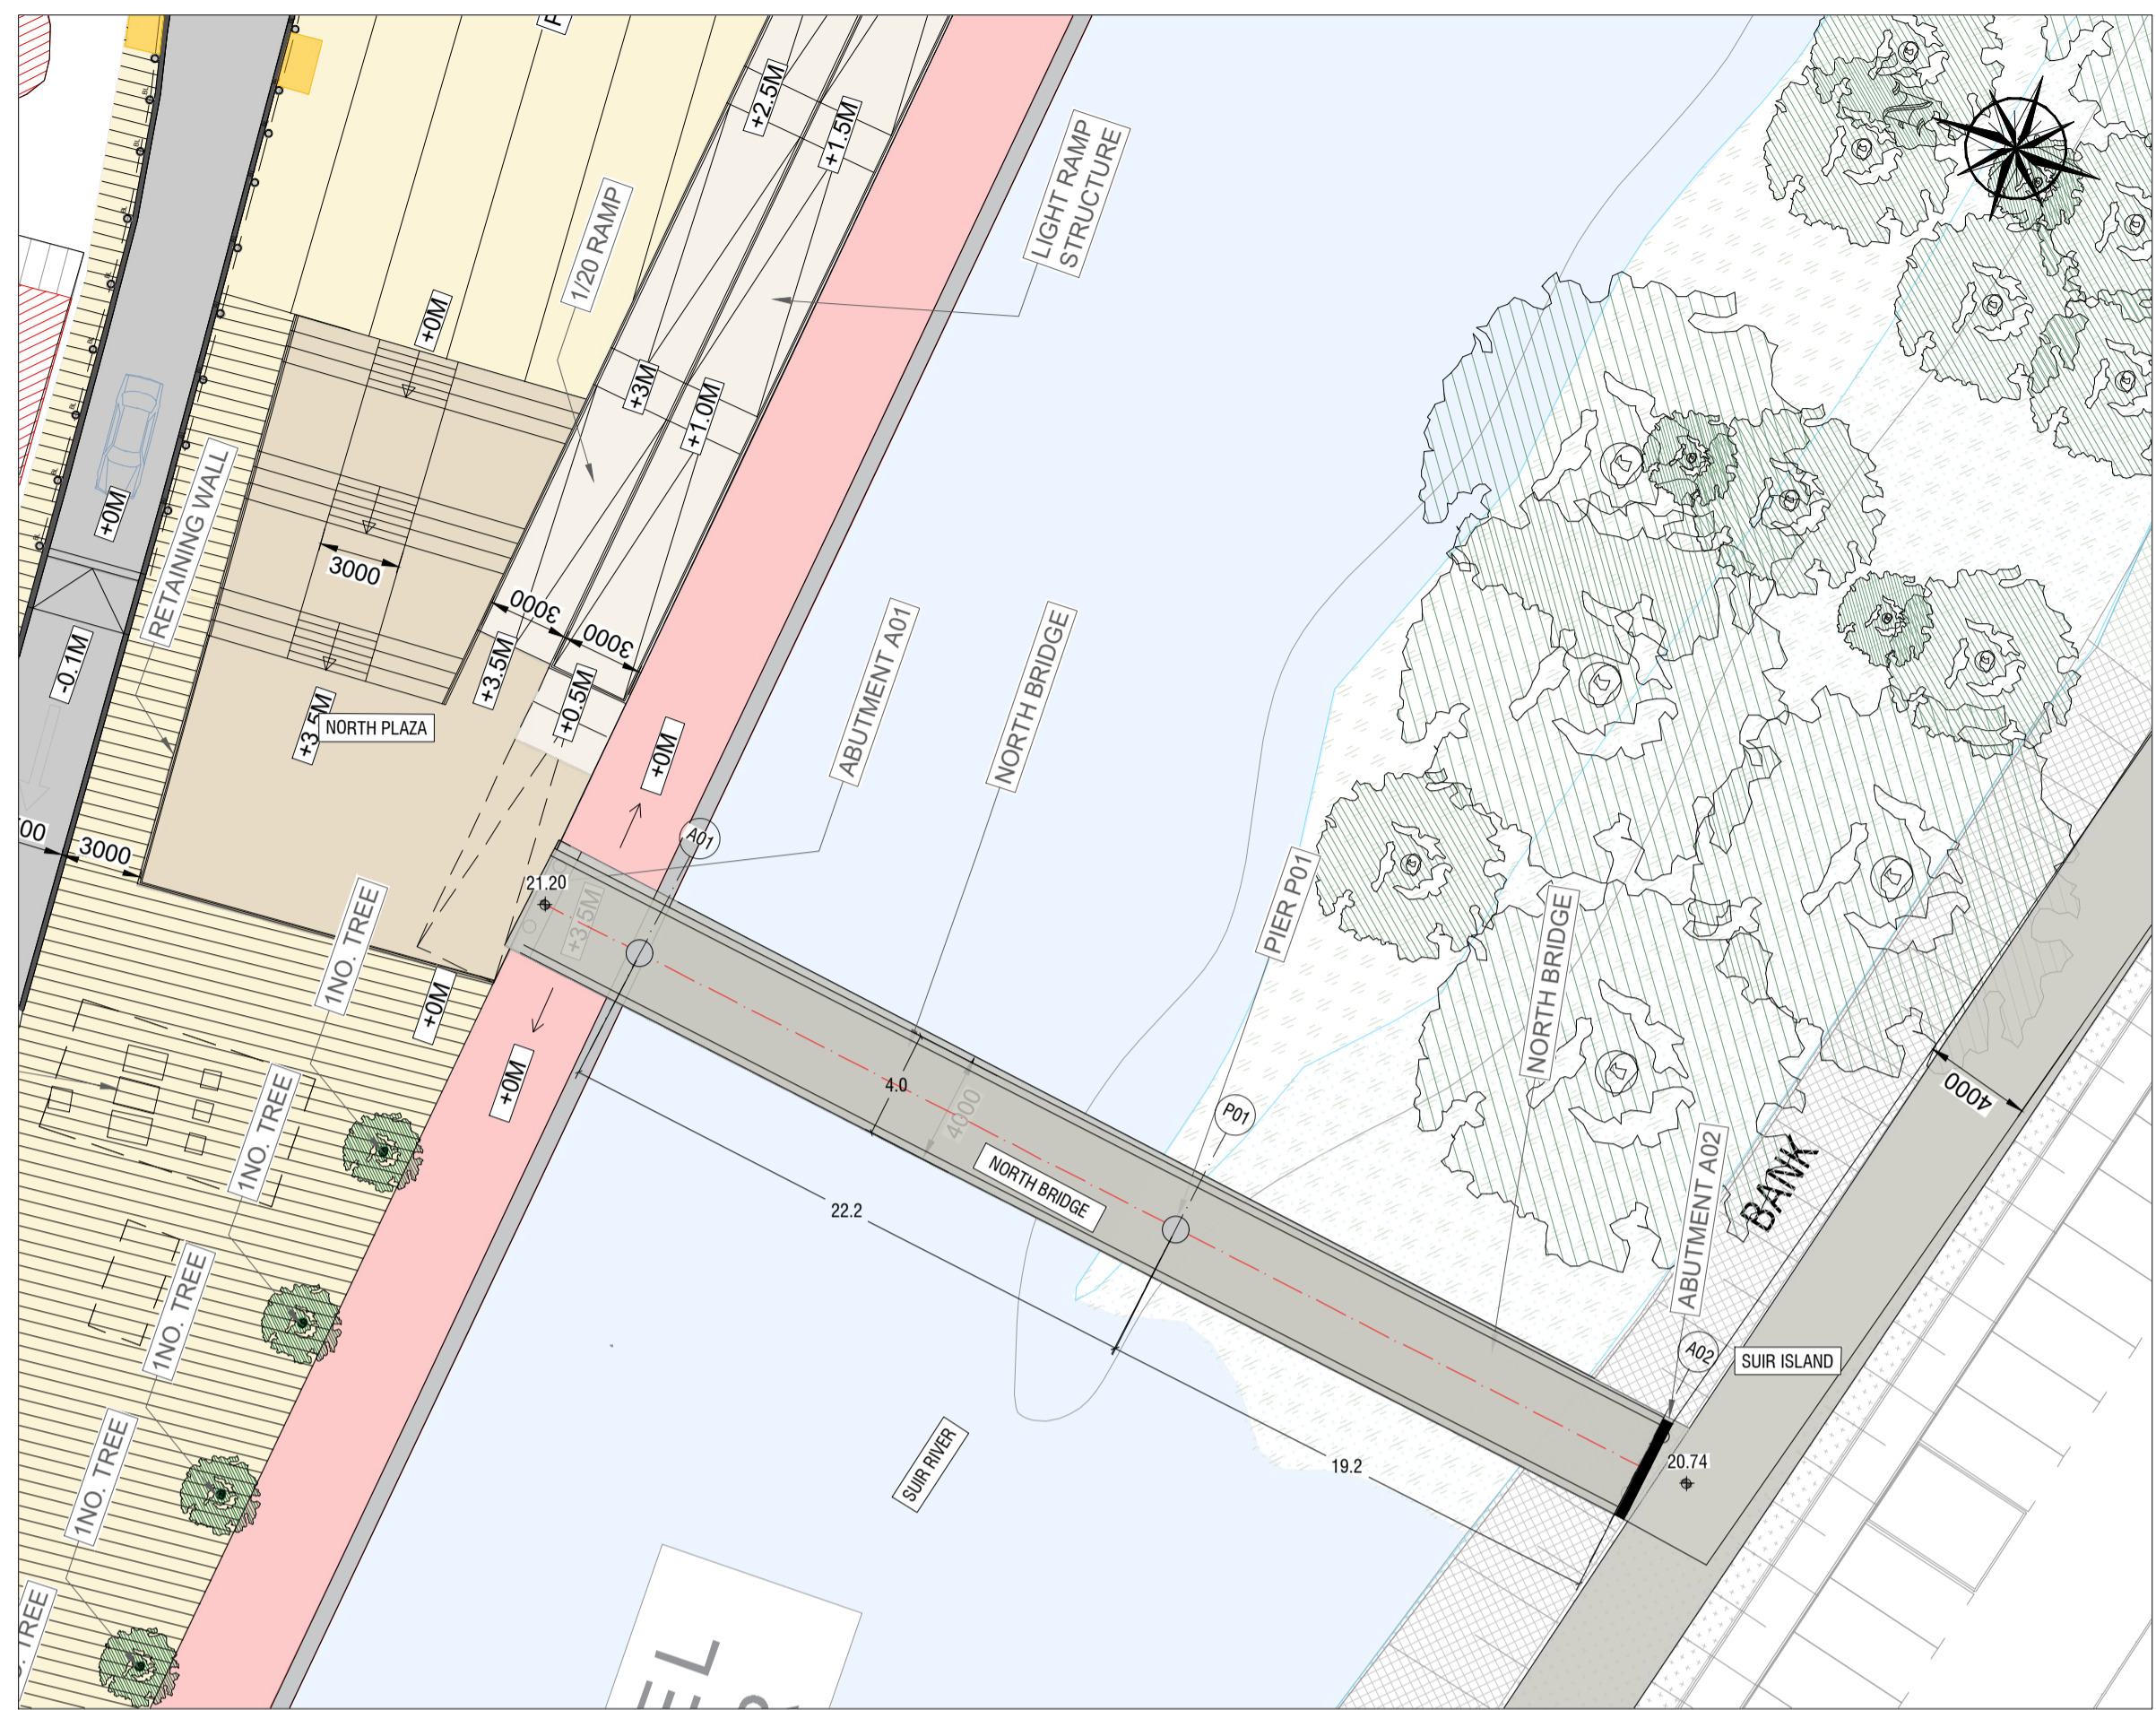 +2.5M
+1.5M
LIGHT RAMP
STRUCTURE
1/20 RAMP
+0M
+3M
+1.0M
+0M
RETAINING WALL
3000
3000
3000
-0.1M
+3.5M
+0.5M
+3.5M
NORTH PLAZA
+0M
ABUTMENT A01
NORTH BRIDGE
A01
00
3000
21.20
+3.5M
1NO. TREE
+0M
PIER P01
NORTH BRIDGE
+0M
4.0
4000
P01
4000
1NO. TREE
NORTH BRIDGE
BANK
ABUTMENT A02
22.2
1NO. TREE
A02
SUIR ISLAND
19.2
20.74
SUIR RIVER
1NO. TREE
TREE
EL